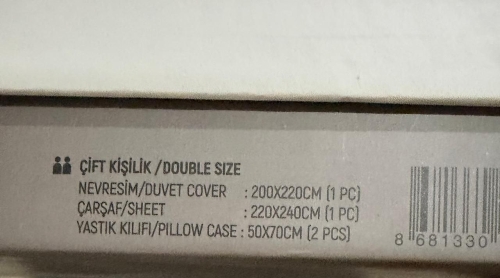 ÇİFT KİŞİLİK /DOUBLE SIZE
NEVRESİM/DUVET COVER : 200X220CM (1 PC)
ÇARŞAF/SHEET : 220X240CM (1 PC)
YASTIK KILIFI/PILLOW CASE : 50X70CM (2 PCS)
8 681330